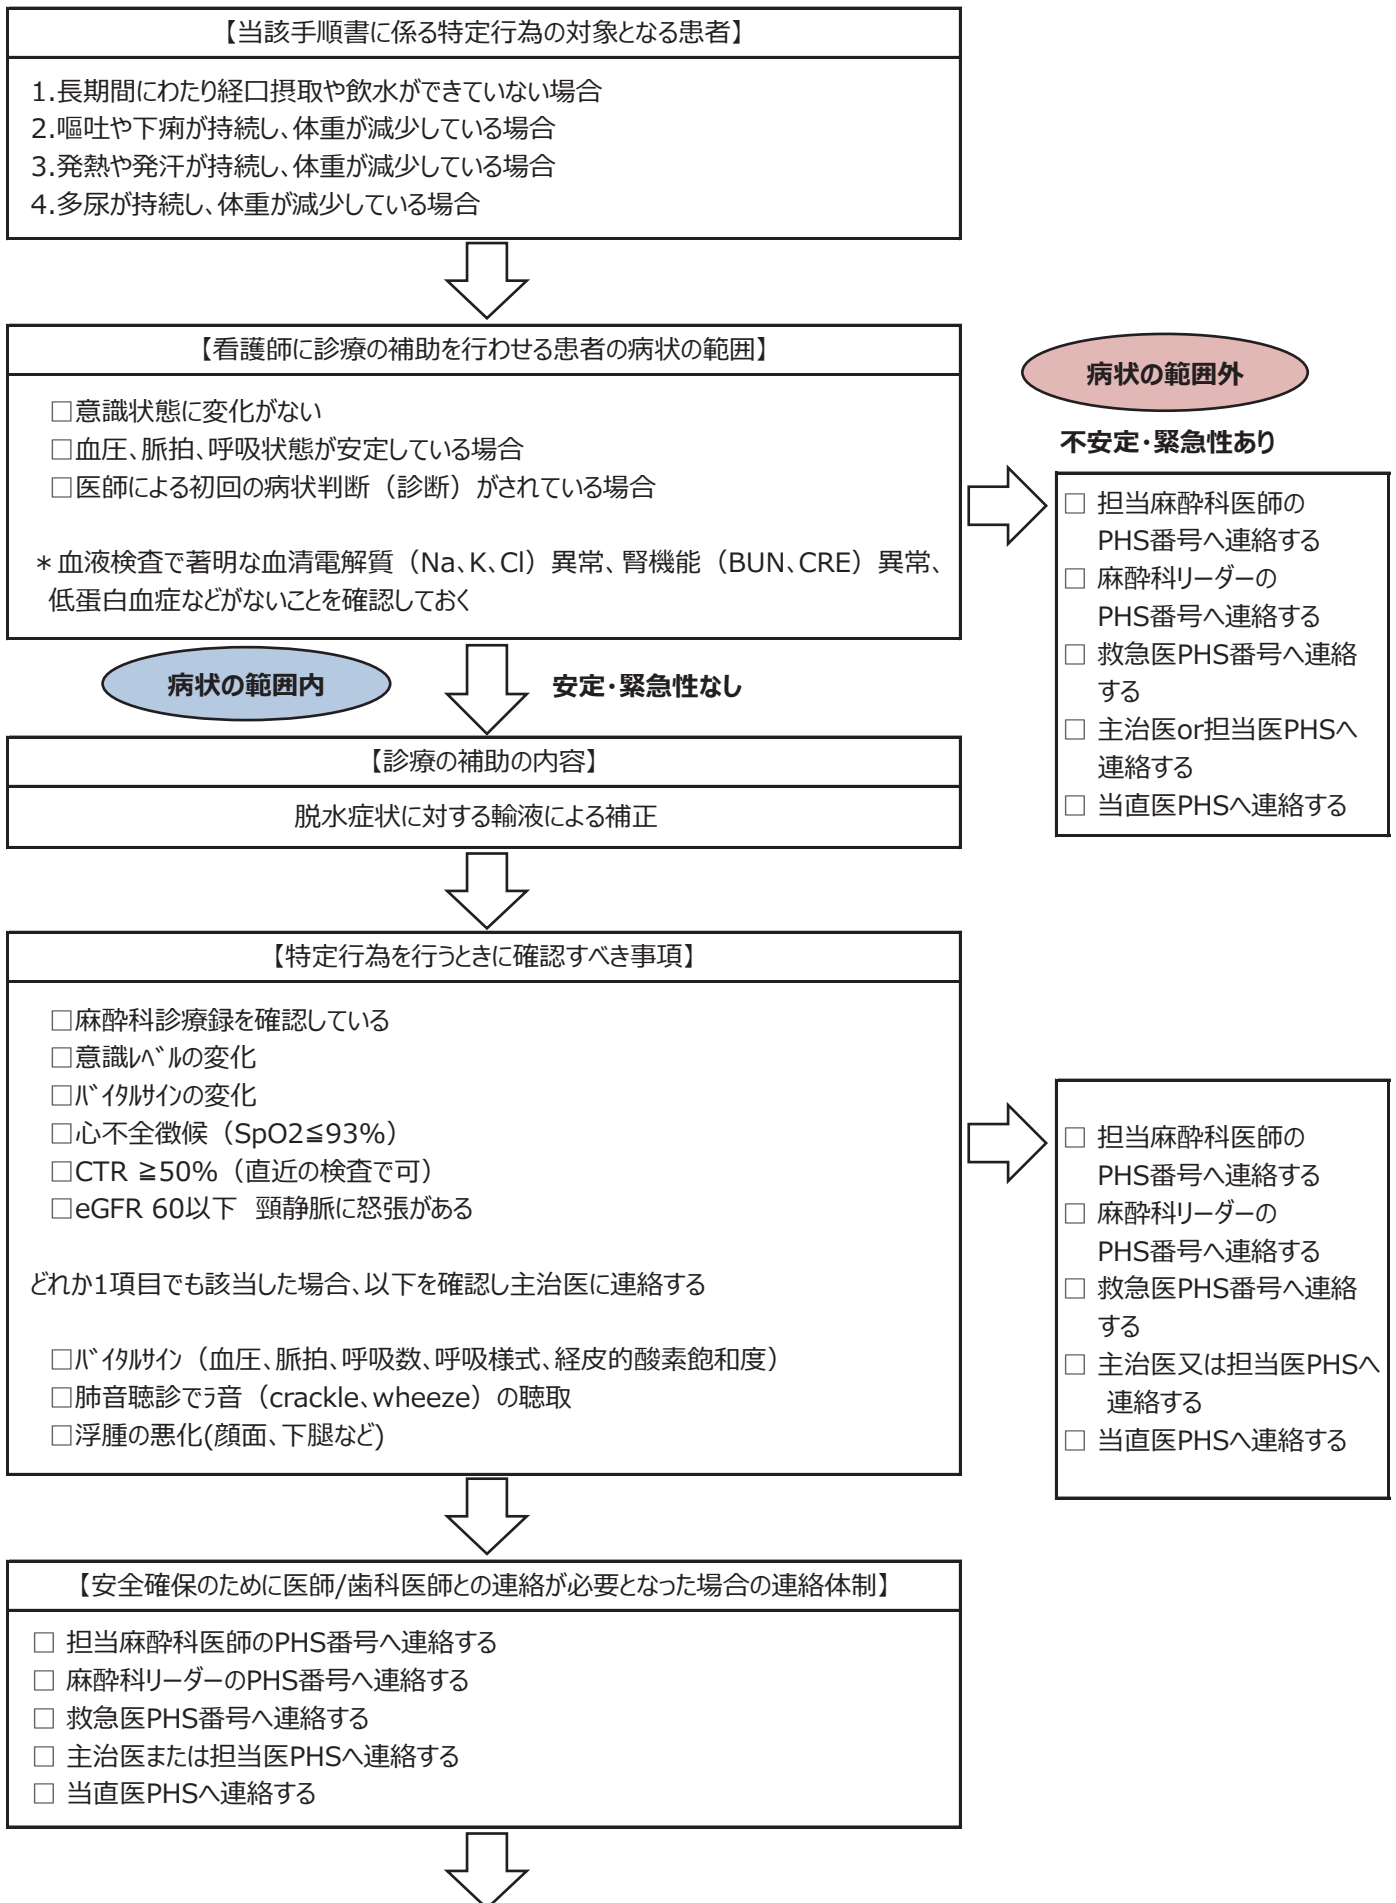 【当該手順書に係る特定行為の対象となる患者】
1.長期間にわたり経口摂取や飲水ができていない場合
2.嘔吐や下痢が持続し、体重が減少している場合
3.発熱や発汗が持続し、体重が減少している場合
4.多尿が持続し、体重が減少している場合
【看護師に診療の補助を行わせる患者の病状の範囲】
□意識状態に変化がない
□血圧、脈拍、呼吸状態が安定している場合
□医師による初回の病状判断（診断）がされている場合
＊血液検査で著明な血清電解質（Na、K、Cl）異常、腎機能（BUN、CRE）異常、
低蛋白血症などがないことを確認しておく
病状の範囲外
不安定・緊急性あり
□ 担当麻酔科医師の
PHS番号へ連絡する
□ 麻酔科リーダーの
PHS番号へ連絡する
□ 救急医PHS番号へ連絡
する
□ 主治医or担当医PHSへ
連絡する
□ 当直医PHSへ連絡する
病状の範囲内
安定・緊急性なし
【診療の補助の内容】
脱水症状に対する輸液による補正
【特定行為を行うときに確認すべき事項】
□麻酔科診療録を確認している
□意識ﾚﾍﾞﾙの変化
□ﾊﾞｲﾀﾙｻｲﾝの変化
□心不全徴候（SpO2≦93%）
□CTR ≧50%（直近の検査で可）
□eGFR 60以下 頸静脈に怒張がある
どれか1項目でも該当した場合、以下を確認し主治医に連絡する
□ﾊﾞｲﾀﾙｻｲﾝ（血圧、脈拍、呼吸数、呼吸様式、経皮的酸素飽和度）
□肺音聴診でﾗ音（crackle、wheeze）の聴取
□浮腫の悪化(顔面、下腿など)
□ 担当麻酔科医師の
PHS番号へ連絡する
□ 麻酔科リーダーの
PHS番号へ連絡する
□ 救急医PHS番号へ連絡
する
□ 主治医又は担当医PHSへ
連絡する
□ 当直医PHSへ連絡する
【安全確保のために医師/歯科医師との連絡が必要となった場合の連絡体制】
□ 担当麻酔科医師のPHS番号へ連絡する
□ 麻酔科リーダーのPHS番号へ連絡する
□ 救急医PHS番号へ連絡する
□ 主治医または担当医PHSへ連絡する
□ 当直医PHSへ連絡する